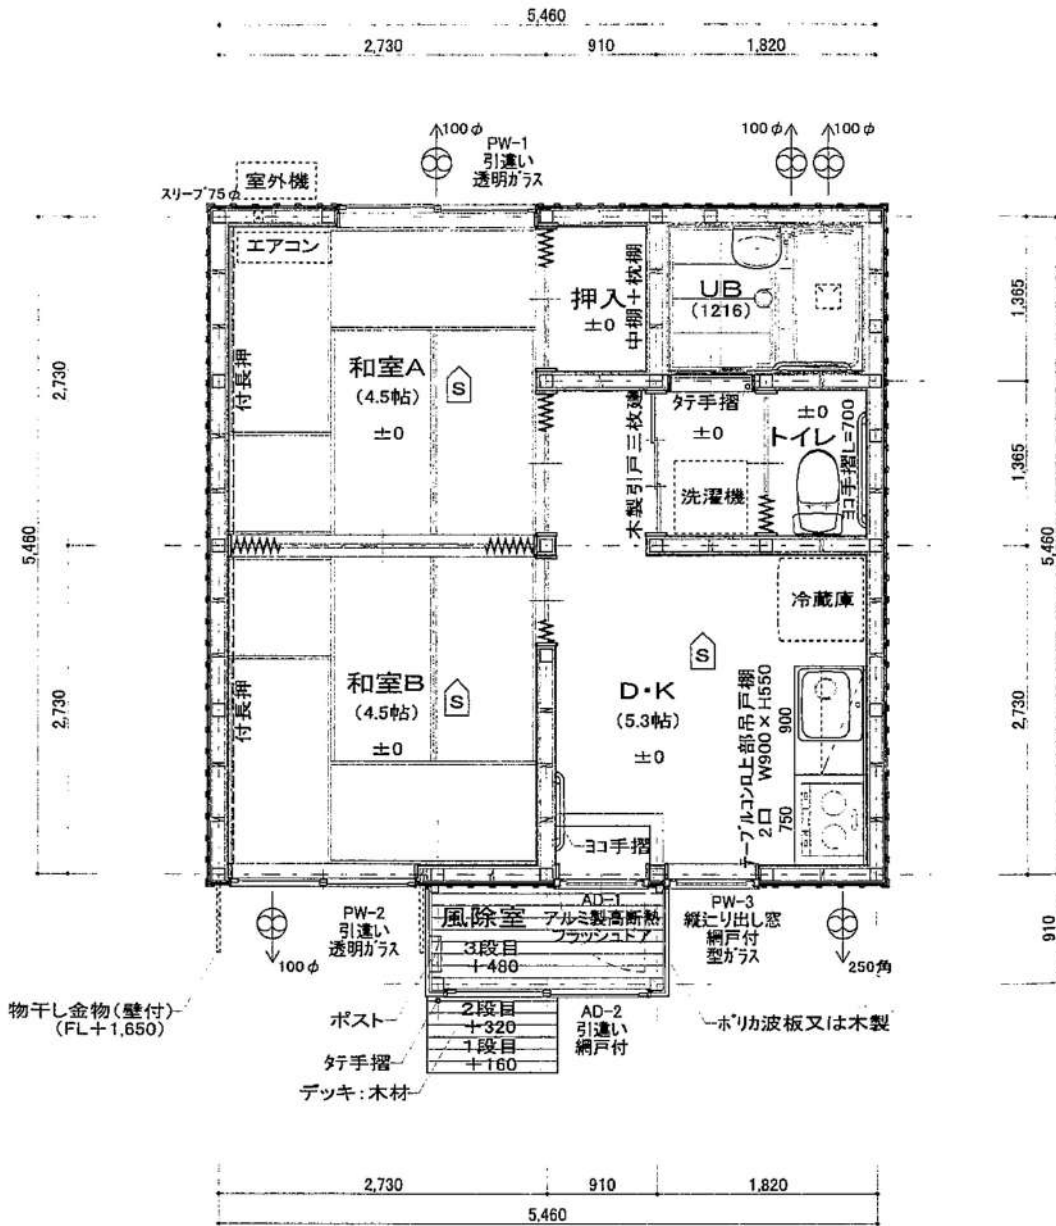 5,460
2,730
910
1,820
100φ
PW-1
引違い
透明ガラス
100φ
100φ
スリーブ75φ
室外機
エアコン
付長押
和室A
(4.5帖)
±0
S
押入
±0
中棚+枕棚
UB
(1216)
木製引戸三枚建
タテ手摺
±0
洗濯機
±0
トイレ
ヨコ手摺L=700
2,730
5,460
2,730
1,365
1,365
5,460
2,730
910
付長押
和室B
(4.5帖)
±0
S
D・K
(5.3帖)
±0
S
冷蔵庫
テーブルコンロ上部吊戸棚
2口 W900×H550
750 900
ヨコ手摺
PW-2
引違い
透明ガラス
100φ
風除室
3段目
+480
AD-1
アルミ製高断熱
フラッシュドア
PW-3
縦辷り出し窓
網戸付
型ガラス
250角
物干し金物(壁付)
(FL+1,650)
ポスト
タテ手摺
デッキ:木材
2段目
+320
1段目
+160
AD-2
引違い
網戸付
ポリカ波板又は木製
2,730
910
1,820
5,460